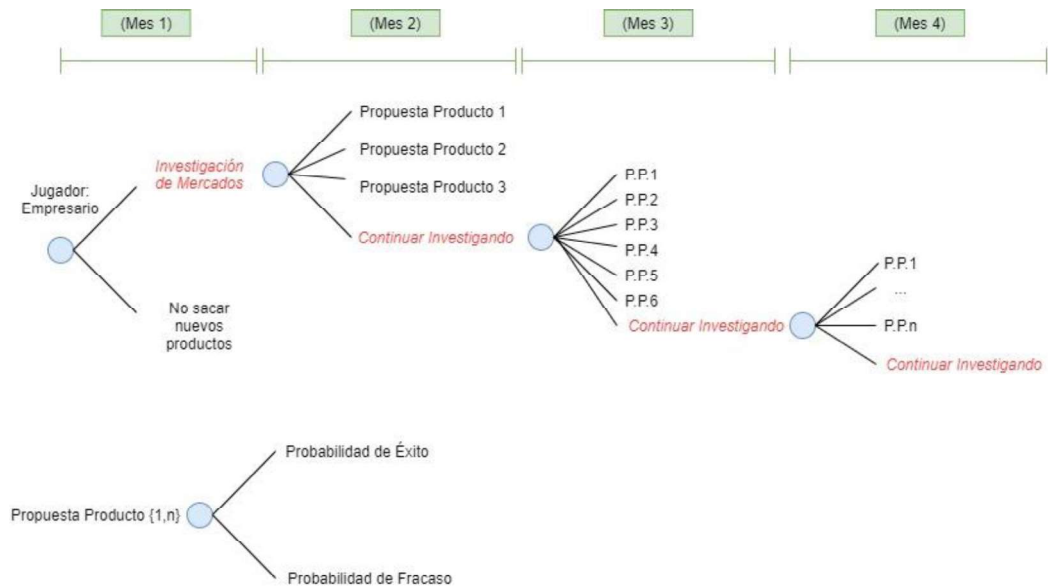 (Mes 1)
(Mes 2)
(Mes 3)
(Mes 4)
Jugador:
Empresario
Investigación
de Mercados
No sacar
nuevos
productos
Propuesta Producto 1
Propuesta Producto 2
Propuesta Producto 3
Continuar Investigando
P.P.1
P.P.2
P.P.3
P.P.4
P.P.5
P.P.6
Continuar Investigando
P.P.1
...
P.P.n
Continuar Investigando
Propuesta Producto {1,n}
Probabilidad de Éxito
Probabilidad de Fracaso